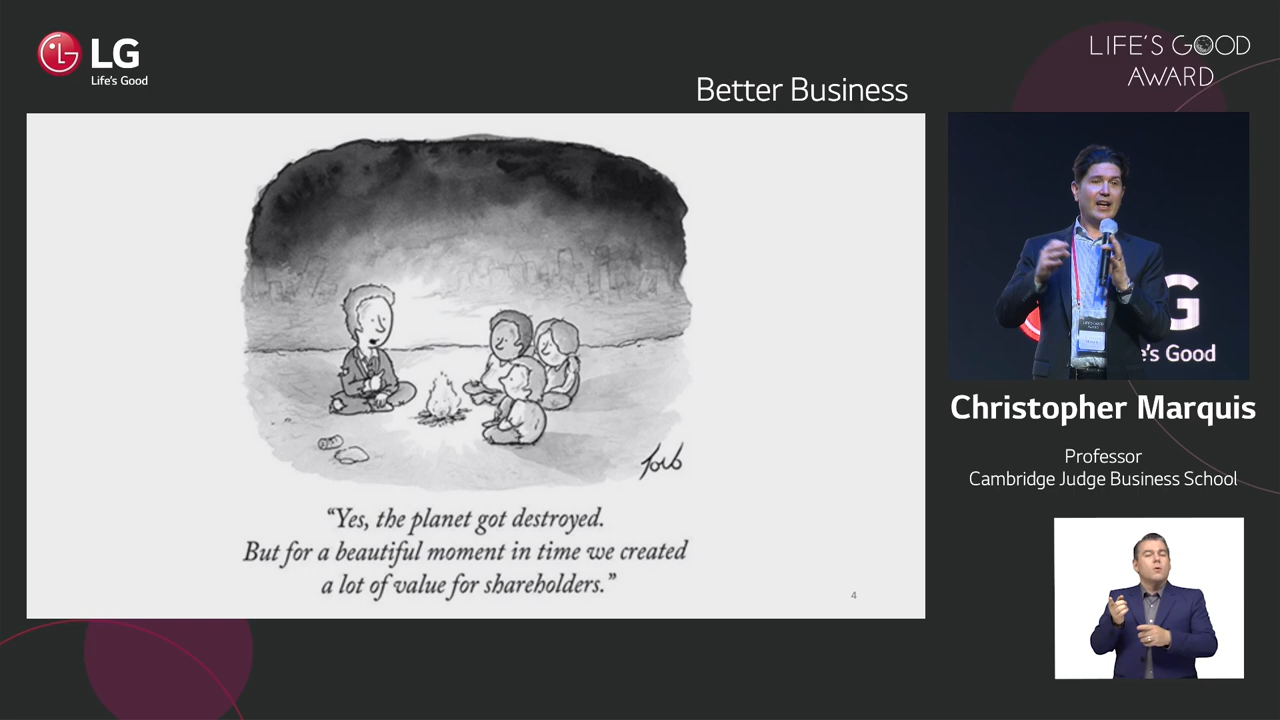 LG
Life's Good
LIFE'S GOOD
AWARD
Better Business
G
e's Good
Christopher Marquis
Professor
Cambridge Judge Business School
“Yes, the planet got destroyed.
But for a beautiful moment in time we created
a lot of value for shareholders.”
4